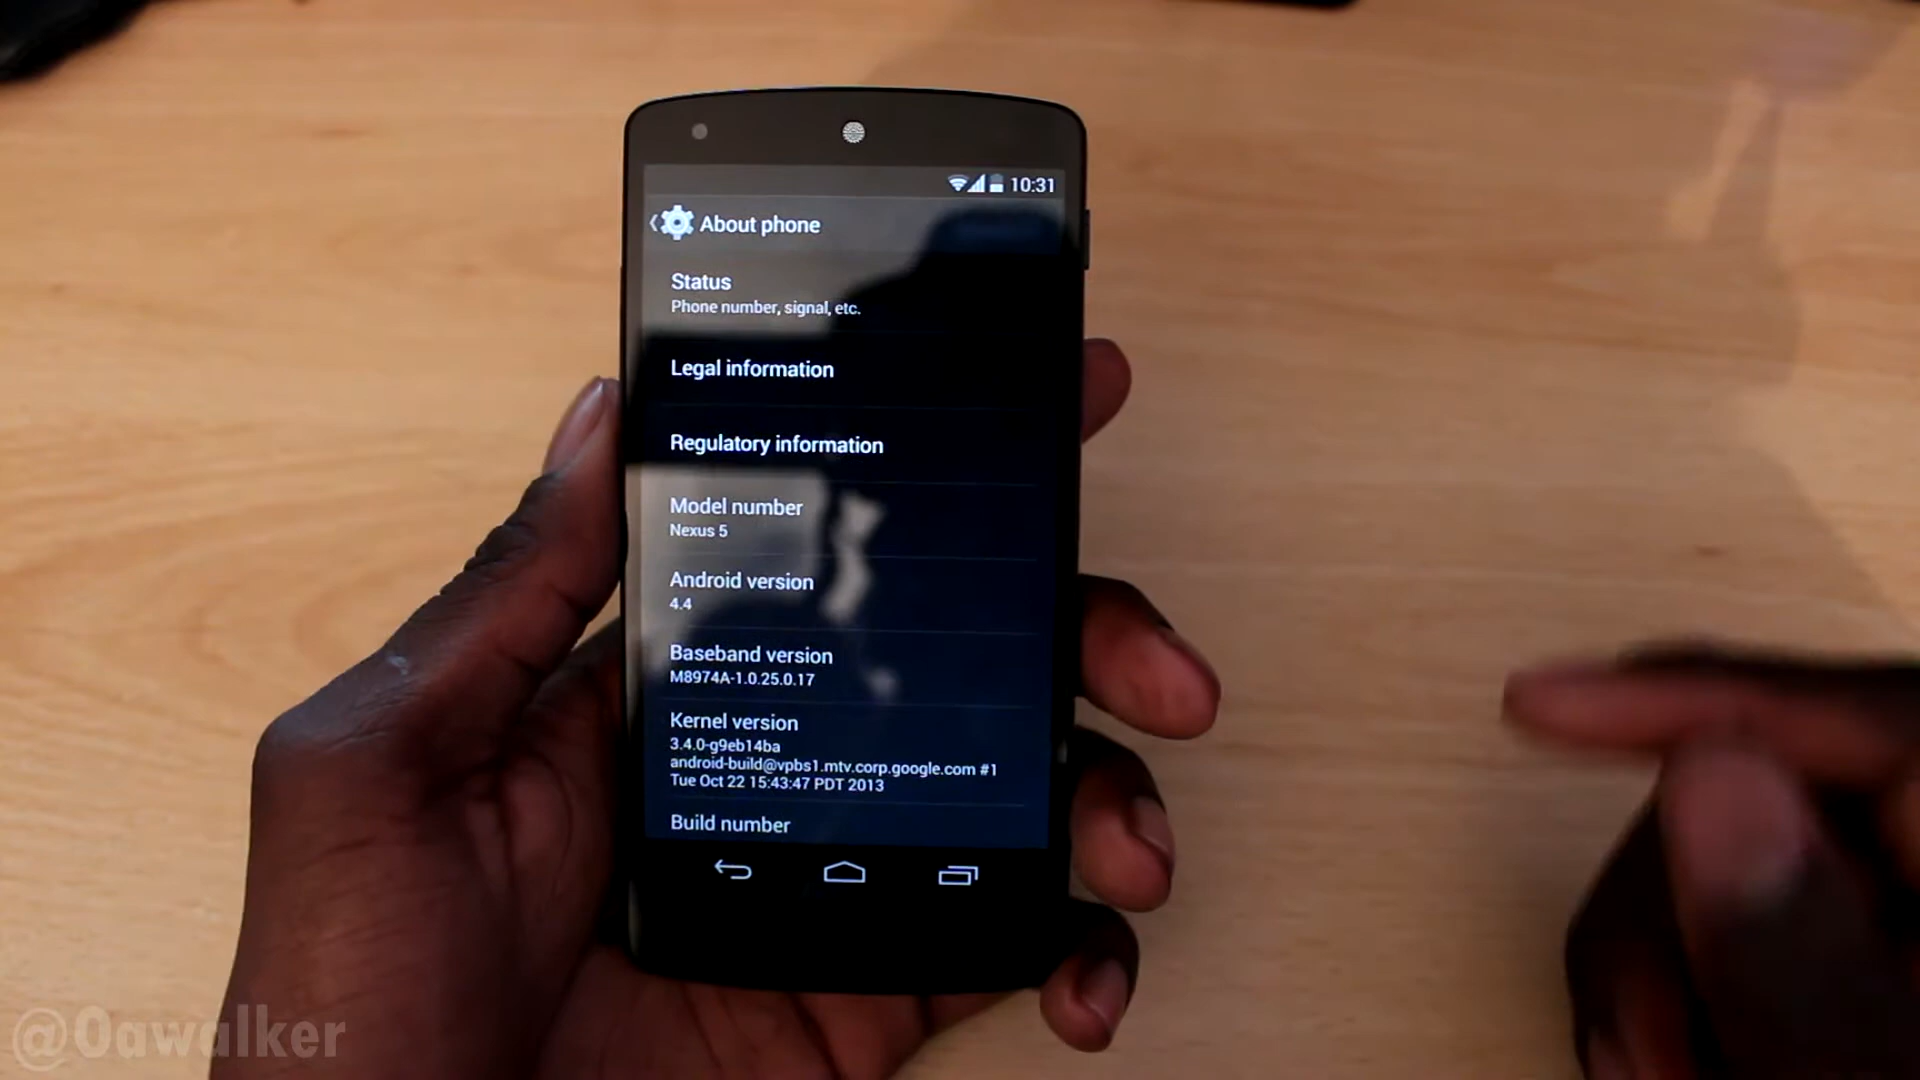 10:31
About phone
Status
Phone number, signal, etc.
Legal information
Regulatory information
Model number
Nexus 5
Android version
4.4
Baseband version
M8974A-1.0.25.0.17
Kernel version
3.4.0-g9eb14ba
android-build@vpbs1.mtv.corp.google.com #1
Tue Oct 22 15:43:47 PDT 2013
Build number
@Oawalker